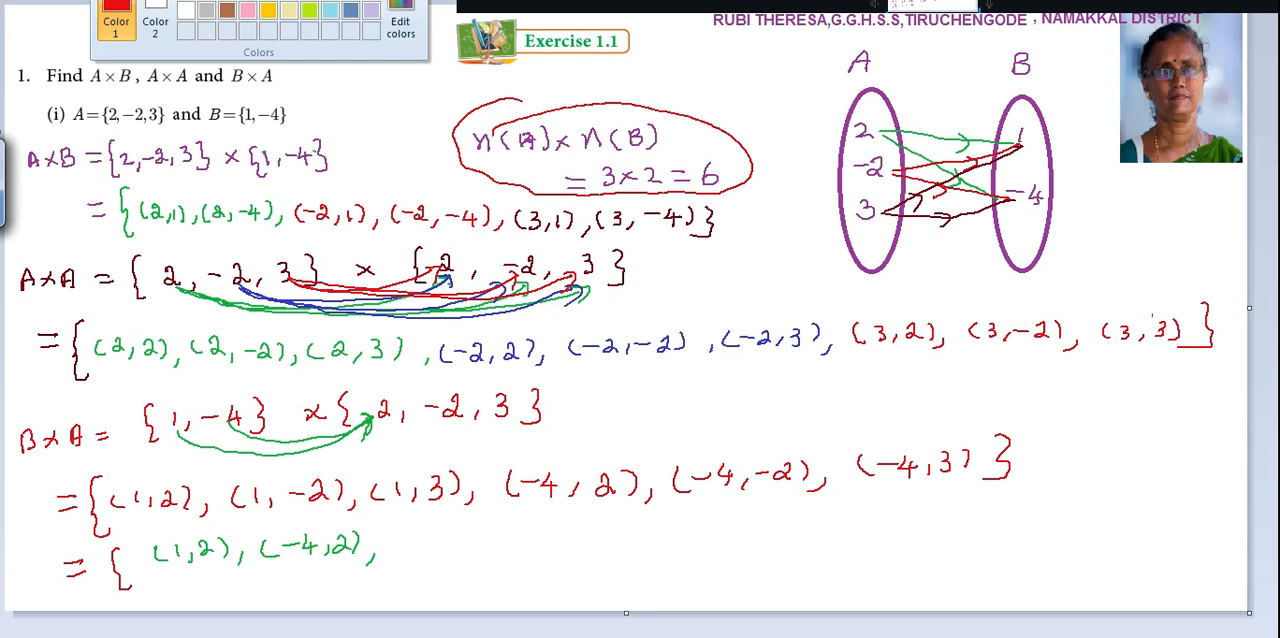 RUBI THERESA,G.G.H.S.S,TIRUCHENGODE , NAMAKKAL DISTRICT
Color 1
Color 2
Edit colors
Colors
Exercise 1.1
1. Find A×B , A×A and B×A
(i) A={2,−2,3} and B={1,−4}
A×B = {2,-2,3} × {1,-4}
n(A)×n(B)
= 3×2 = 6
= {(2,1),(2,-4),(-2,1),(-2,-4),(3,1),(3,-4)}
A B
2 1
-2 -4
3
A×A = {2,-2,3} × {2,-2,3}
= {(2,2),(2,-2),(2,3),(-2,2),(-2,-2),(-2,3),(3,2),(3,-2),(3,3)}
B×A = {1,-4} ×{2,-2,3}
= {(1,2),(1,-2),(1,3),(-4,2),(-4,-2),(-4,3)}
= { (1,2),(-4,2),